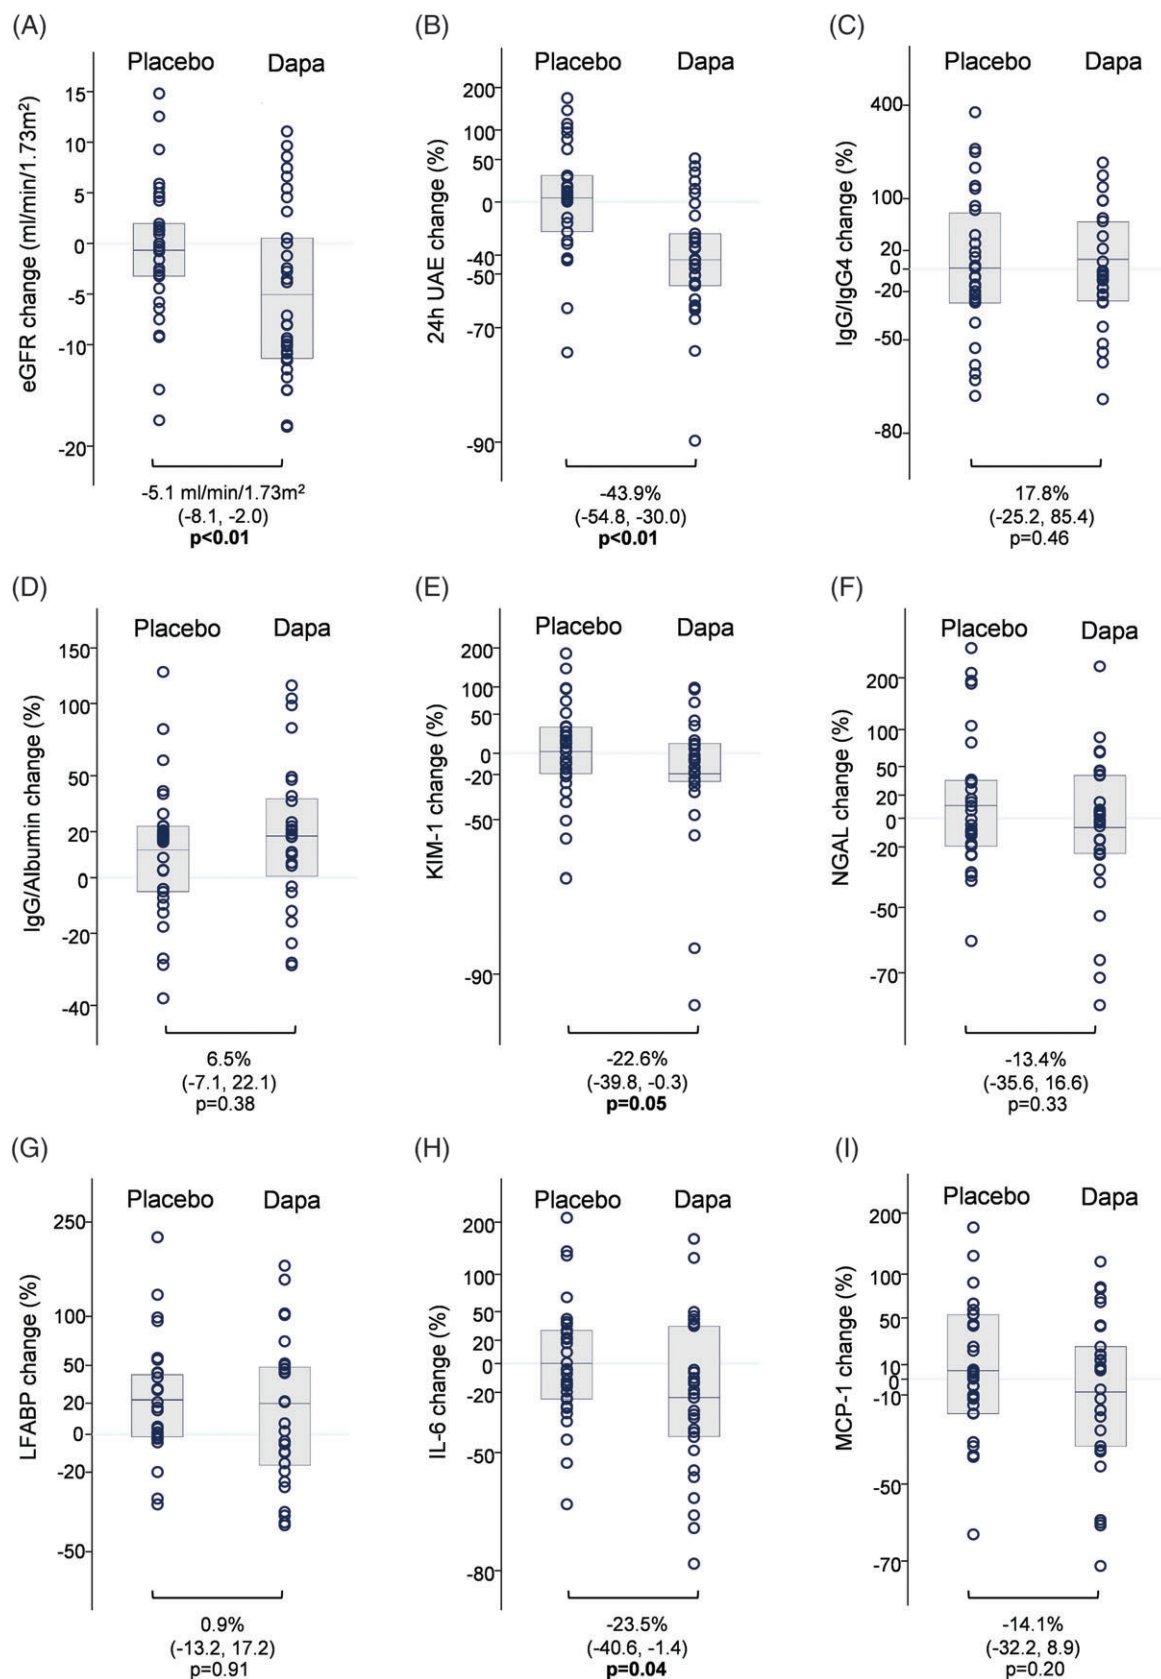 (A)
Placebo
Dapa
eGFR change (ml/min/1.73m²)
15
10
5
0
-5
-10
-20
-5.1 ml/min/1.73m²
(-8.1, -2.0)
p<0.01
(B)
Placebo
Dapa
24h UAE change (%)
200
100
50
0
-40
-50
-70
-90
-43.9%
(-54.8, -30.0)
p<0.01
(C)
Placebo
Dapa
IgG/IgG4 change (%)
400
100
20
0
-20
-50
-80
17.8%
(-25.2, 85.4)
p=0.46
(D)
Placebo
Dapa
IgG/Albumin change (%)
150
100
50
20
0
-20
-40
6.5%
(-7.1, 22.1)
p=0.38
(E)
Placebo
Dapa
KIM-1 change (%)
200
100
50
0
-20
-50
-90
-22.6%
(-39.8, -0.3)
p=0.05
(F)
Placebo
Dapa
NGAL change (%)
200
100
50
20
0
-20
-50
-70
-13.4%
(-35.6, 16.6)
p=0.33
(G)
Placebo
Dapa
LFABP change (%)
250
100
50
20
0
-20
-50
0.9%
(-13.2, 17.2)
p=0.91
(H)
Placebo
Dapa
IL-6 change (%)
200
100
50
20
0
-20
-50
-80
-23.5%
(-40.6, -1.4)
p=0.04
(I)
Placebo
Dapa
MCP-1 change (%)
200
100
50
10
0
-10
-50
-70
-14.1%
(-32.2, 8.9)
p=0.20